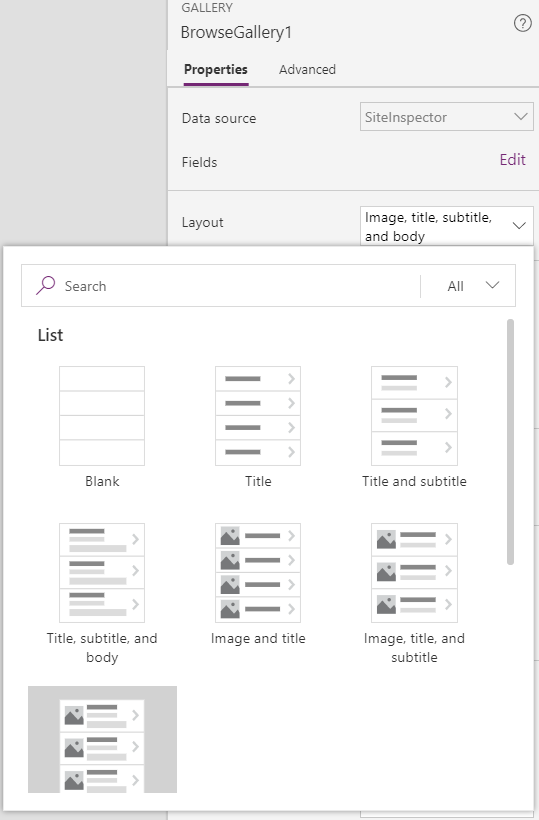 GALLERY
BrowseGallery1
Properties Advanced
Data source SiteInspector
Fields Edit
Layout Image, title, subtitle,
and body
Search All
List
Blank Title Title and subtitle
Title, subtitle, and
body
Image and title
Image, title, and
subtitle